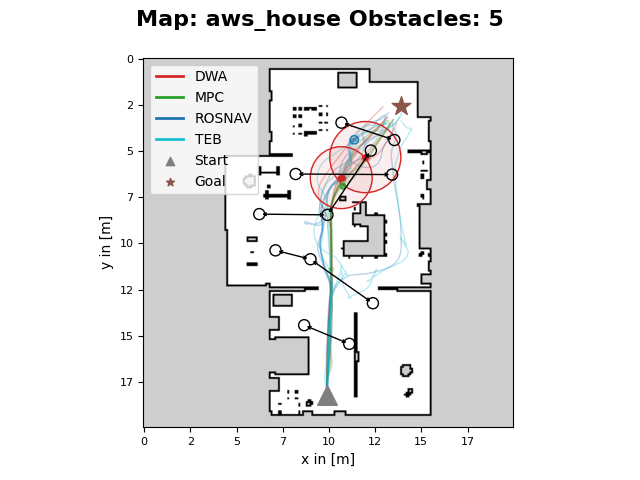 Map: aws_house Obstacles: 5
DWA
MPC
ROSNAV
TEB
Start
Goal
0
2
5
7
10
12
15
17
y in [m]
0
2
5
7
10
12
15
17
x in [m]